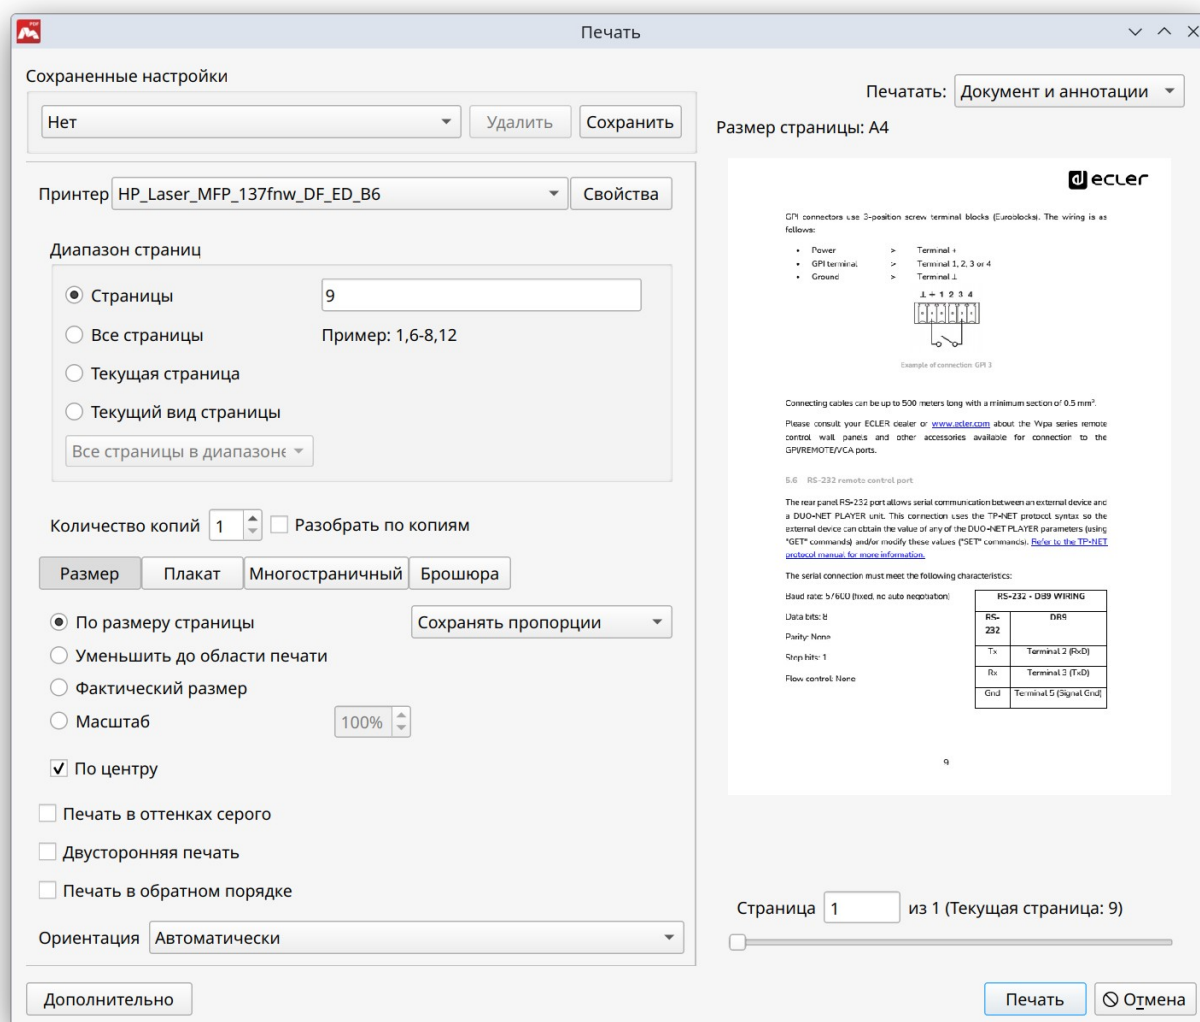 Печать
Сохраненные настройки
Нет
Удалить
Сохранить
Принтер HP_Laser_MFP_137fnw_DF_ED_B6
Свойства
Диапазон страниц
Страницы
9
Все страницы
Пример: 1,6-8,12
Текущая страница
Текущий вид страницы
Все страницы в диапазоне
Количество копий 1
Разобрать по копиям
Размер
Плакат
Многостраничный
Брошюра
По размеру страницы
Сохранять пропорции
Уменьшить до области печати
Фактический размер
Масштаб
100%
По центру
Печать в оттенках серого
Двусторонняя печать
Печать в обратном порядке
Ориентация Автоматически
Дополнительно
Печатать: Документ и аннотации
Размер страницы: A4
ecler
GPI connectors use 3-position screw terminal blocks (Euroblocks). The wiring is as
follows:
• Power > Terminal +
• GPI terminal > Terminal 1, 2, 3 or 4
• Ground > Terminal ⊥
⊥ + 1 2 3 4
Example of connection: GPI 3
Connecting cables can be up to 500 meters long with a minimum section of 0.5 mm².
Please consult your ECLER dealer or www.ecler.com about the Wpa series remote
control wall panels and other accessories available for connection to the
GPI/REMOTE/VCA ports.
5.6 RS-232 remote control port
The rear panel RS-232 port allows serial communication between an external device and
a DUO-NET PLAYER unit. This connection uses the TP-NET protocol syntax so the
external device can obtain the value of any of the DUO-NET PLAYER parameters (using
"GET" commands) and/or modify these values ("SET" commands). Refer to the TP-NET
protocol manual for more information.
The serial connection must meet the following characteristics:
Baud rate: 57600 (fixed, no auto negotiation)
Data bits: 8
Parity: None
Stop bits: 1
Flow control: None
RS-232 - DB9 WIRING
RS-232 DB9
Tx Terminal 2 (RxD)
Rx Terminal 3 (TxD)
Gnd Terminal 5 (Signal Gnd)
9
Страница 1 из 1 (Текущая страница: 9)
Печать
Отмена